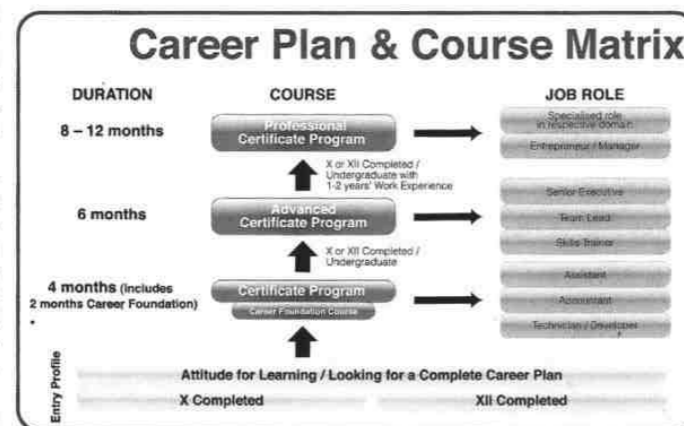 Career Plan & Course Matrix
DURATION
COURSE
JOB ROLE
8 – 12 months
Professional
Certificate Program
Specialised role
in respective domain
Entrepreneur / Manager
X or XII Completed /
Undergraduate with
1-2 years' Work Experience
6 months
Advanced
Certificate Program
Senior Executive
Team Lead
Skills Trainer
X or XII Completed /
Undergraduate
4 months (includes
2 months Career Foundation)
*
Certificate Program
Career Foundation Course
Assistant
Accountant
Technician / Developer
Entry Profile
Attitude for Learning / Looking for a Complete Career Plan
X Completed
XII Completed